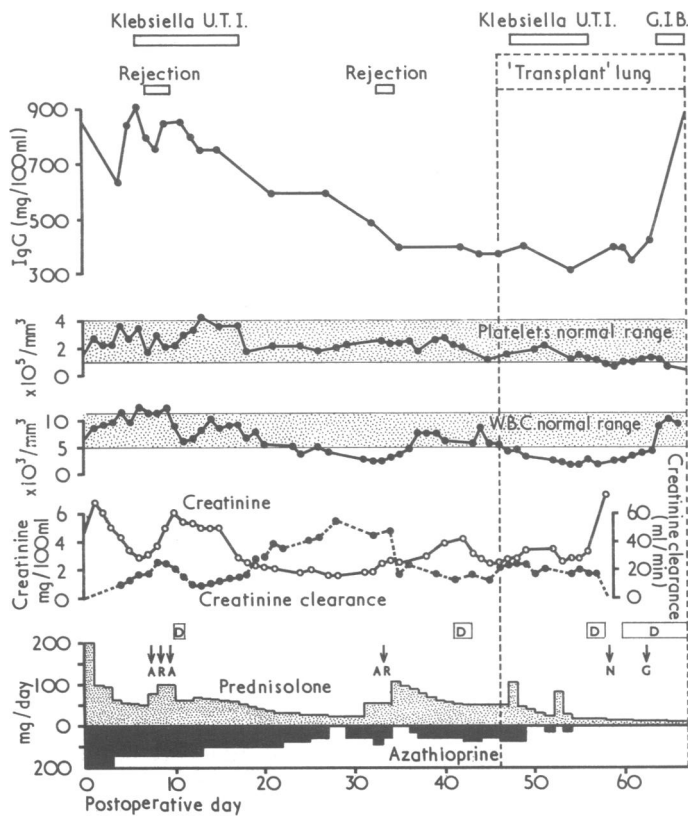 Klebsiella U.T.I.
Klebsiella U.T.I.
G.I.B.
Rejection
Rejection
'Transplant' lung
900
700
500
300
IgG (mg/100ml)
4
2
0
x10⁵/mm³
Platelets normal range
10
5
0
x10³/mm³
W.B.C. normal range
6
4
2
0
Creatinine mg/100ml
Creatinine
Creatinine clearance
60
40
20
0
Creatinine clearance (ml/min)
D
D
D
D
A R A
A R
N
G
200
100
0
200
mg/day
Prednisolone
Azathioprine
0
10
20
30
40
50
60
Postoperative day